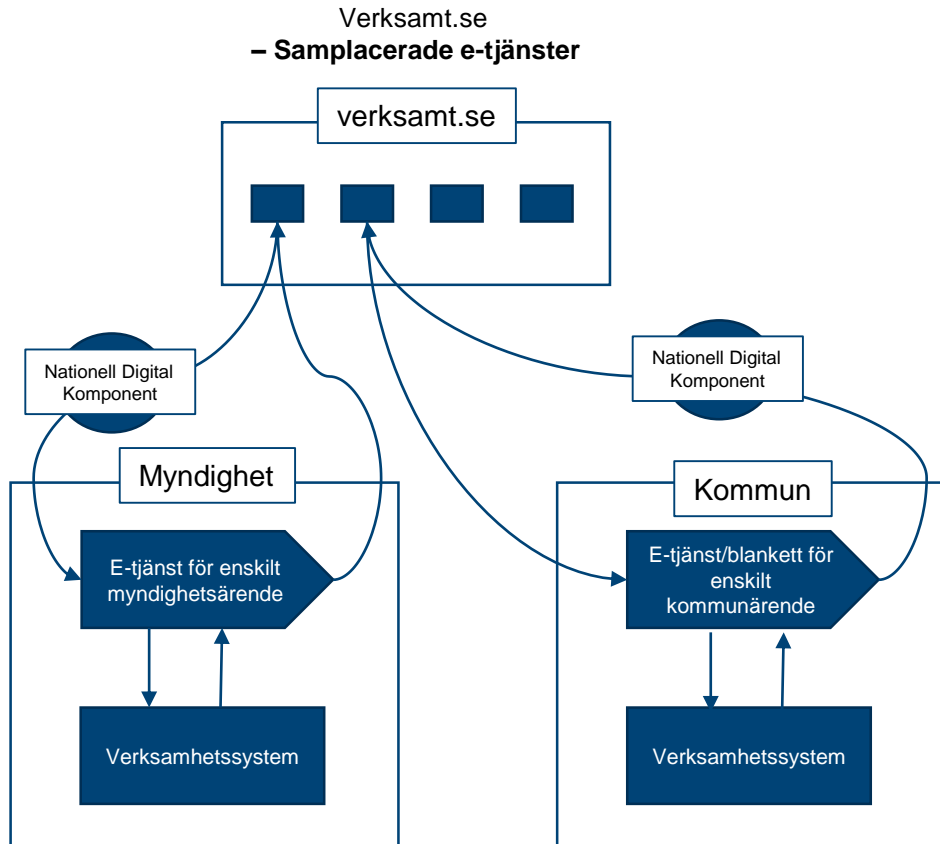 Verksamt.se
– Samplacerade e-tjänster
verksamt.se
Nationell Digital
Komponent
Nationell Digital
Komponent
Myndighet
Kommun
E-tjänst för enskilt
myndighetsärende
E-tjänst/blankett för
enskilt
kommunärende
Verksamhetssystem
Verksamhetssystem